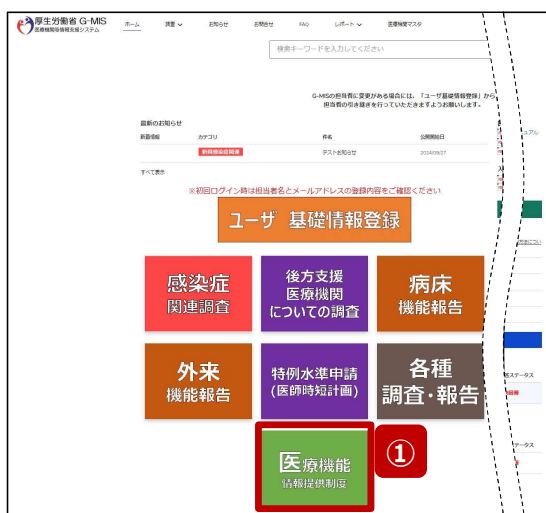 厚生労働省 G-MIS
医療機関等情報支援システム
ホーム 調査 お知らせ お問合せ FAQ レポート 医療機関マスタ
検索キーワードを入力してください
G-MISの担当者に変更がある場合には、「ユーザ基礎情報登録」から
担当者の引き継ぎを行っていただきますようお願いします。
最新のお知らせ
新着情報 カテゴリ 件名 公開開始日
新興感染症関連 テストお知らせ 2024/09/27
すべて表示
※初回ログイン時は担当者名とメールアドレスの登録内容をご確認ください
ユーザ 基礎情報登録
感染症
関連調査
後方支援
医療機関
についての調査
病床
機能報告
外来
機能報告
特例水準申請
(医師時短計画)
各種
調査・報告
医療機能
情報提供制度
①